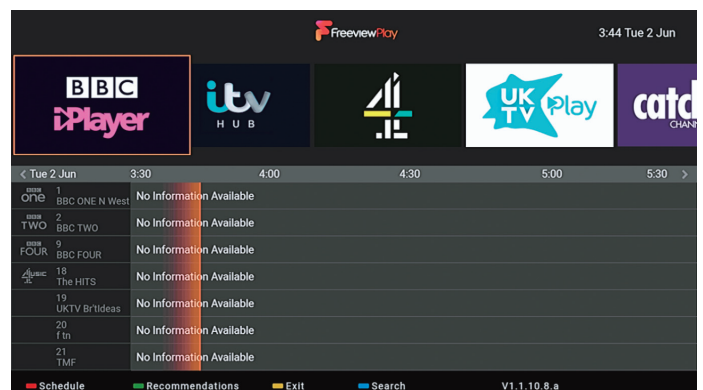 FreeviewPlay
3:44 Tue 2 Jun
BBC
iPlayer
itv
HUB
4
UK TV Play
catc
CHAN
< Tue 2 Jun 3:30 4:00 4:30 5:00 5:30 >
BBC one 1 BBC ONE N West No Information Available
BBC TWO 2 BBC TWO No Information Available
BBC FOUR 9 BBC FOUR No Information Available
4Music 18 The HITS No Information Available
19 UKTV Br'tIdeas No Information Available
20 f tn No Information Available
21 TMF No Information Available
Schedule Recommendations Exit Search V1.1.10.8.a